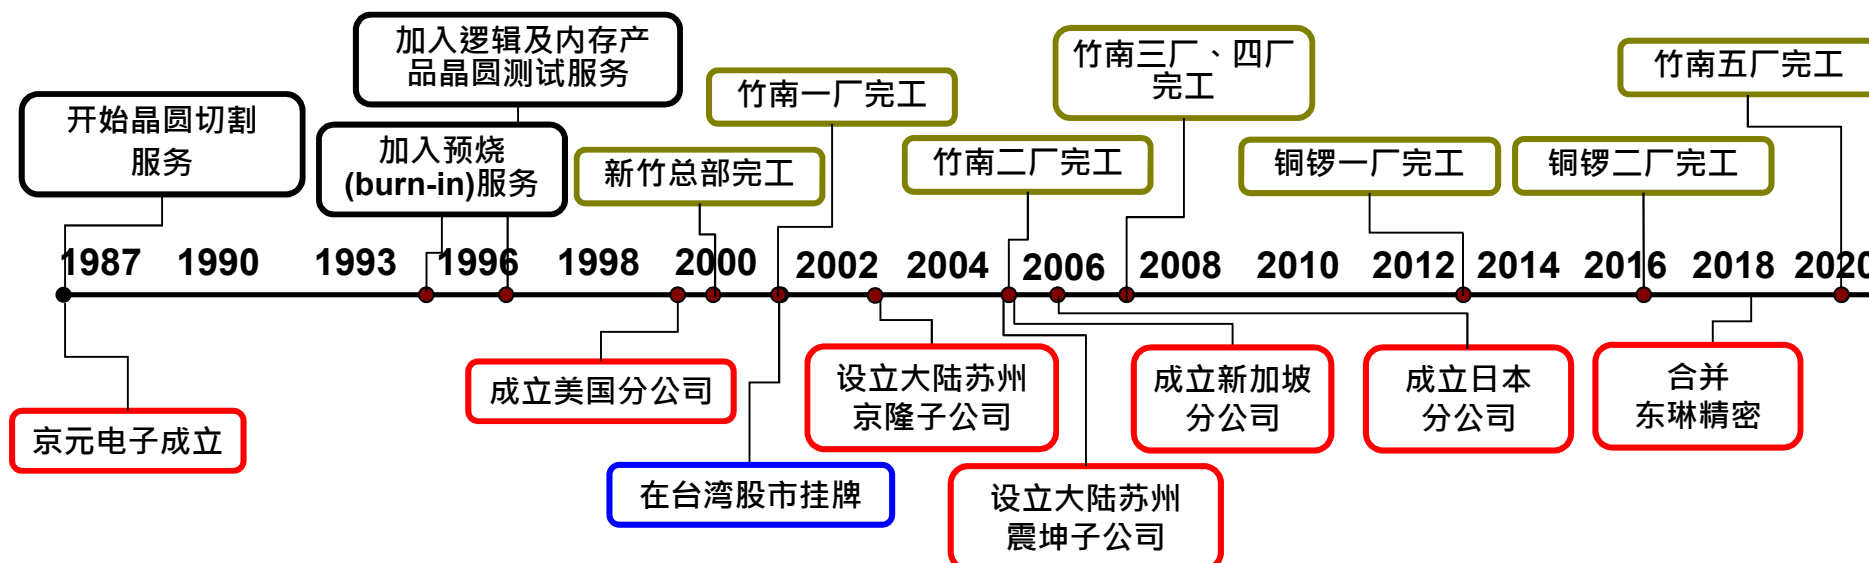 加入逻辑及内存产
品晶圆测试服务
竹南三厂、四厂
完工
竹南五厂完工
竹南一厂完工
开始晶圆切割
服务
加入预烧
(burn-in)服务
新竹总部完工
竹南二厂完工
铜锣一厂完工
铜锣二厂完工
1987 1990 1993 1996 1998 2000 2002 2004 2006 2008 2010 2012 2014 2016 2018 2020
京元电子成立
成立美国分公司
设立大陆苏州
京隆子公司
成立新加坡
分公司
成立日本
分公司
合并
东琳精密
在台湾股市挂牌
设立大陆苏州
震坤子公司